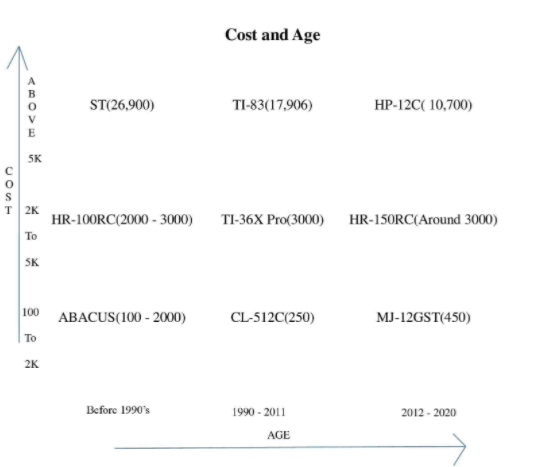 Cost and Age
ABOVE
5K
ST(26,900) TI-83(17,906) HP-12C( 10,700)
COST
2K
To
5K
HR-100RC(2000 - 3000) TI-36X Pro(3000) HR-150RC(Around 3000)
100
To
2K
ABACUS(100 - 2000) CL-512C(250) MJ-12GST(450)
Before 1990's 1990 - 2011 2012 - 2020
AGE